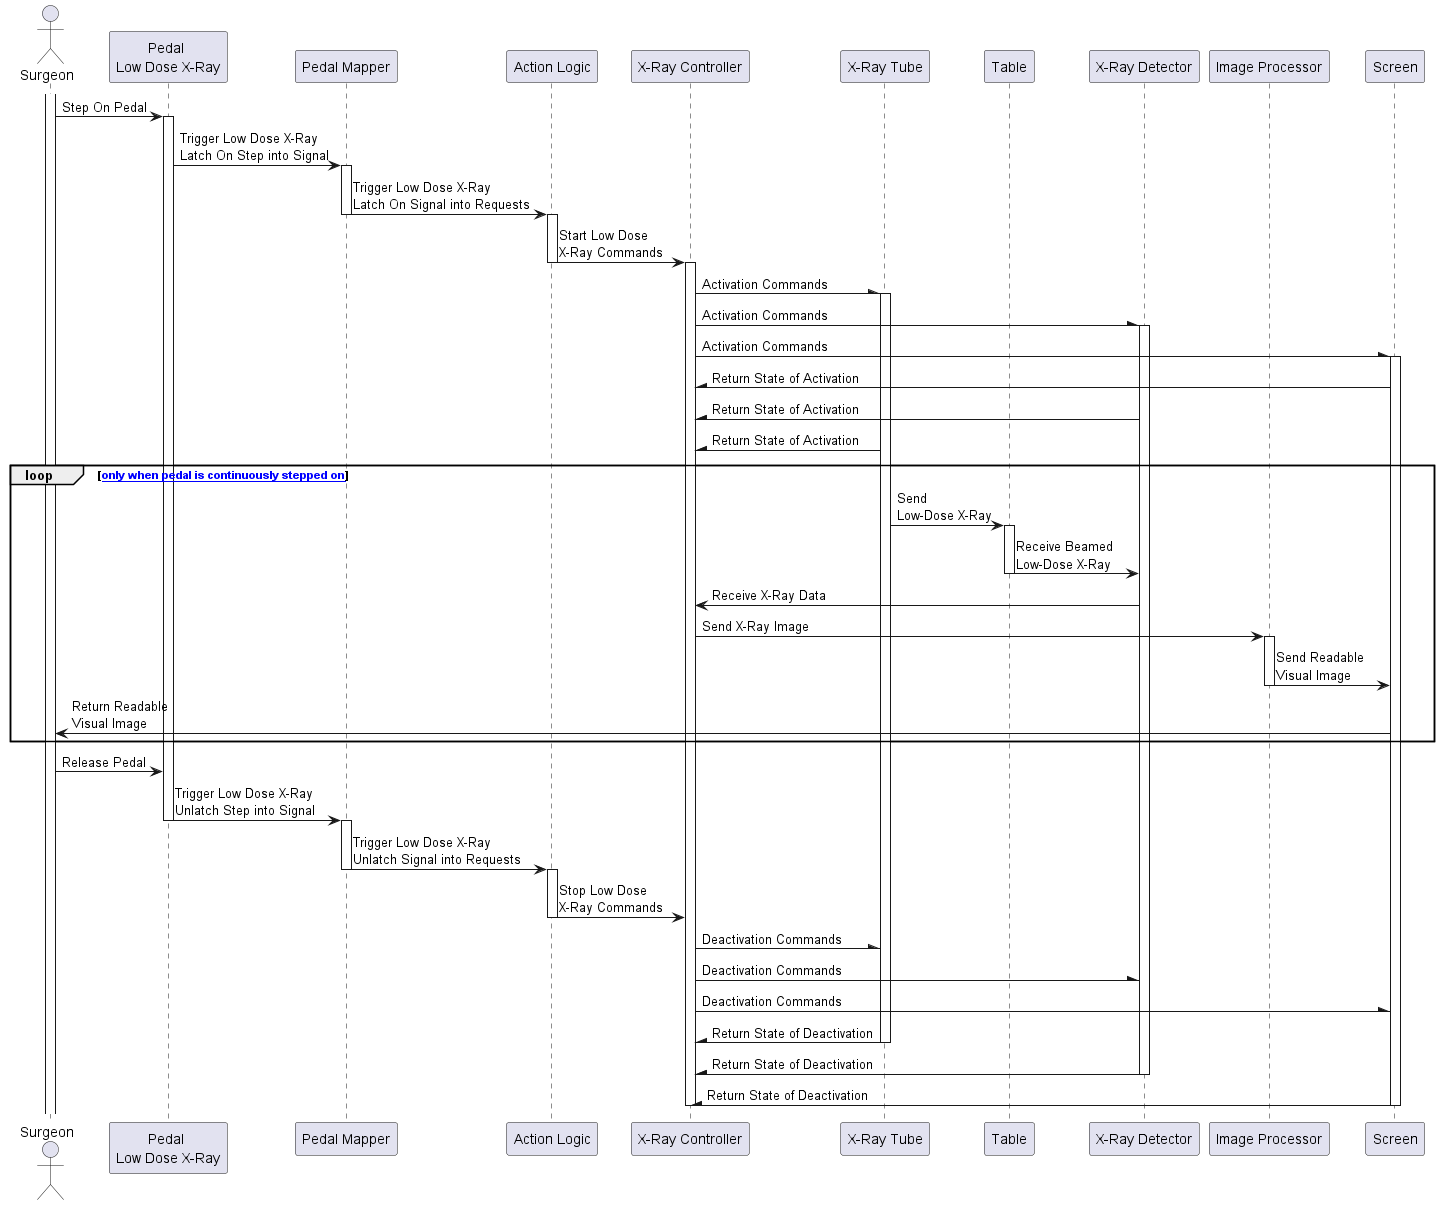 Surgeon
Pedal
Low Dose X-Ray
Pedal Mapper
Action Logic
X-Ray Controller
X-Ray Tube
Table
X-Ray Detector
Image Processor
Screen
Step On Pedal
Trigger Low Dose X-Ray
Latch On Step into Signal
Trigger Low Dose X-Ray
Latch On Signal into Requests
Start Low Dose
X-Ray Commands
Activation Commands
Activation Commands
Activation Commands
Return State of Activation
Return State of Activation
Return State of Activation
loop [only when pedal is continuously stepped on]
Send
Low-Dose X-Ray
Receive Beamed
Low-Dose X-Ray
Receive X-Ray Data
Send X-Ray Image
Send Readable
Visual Image
Return Readable
Visual Image
Release Pedal
Trigger Low Dose X-Ray
Unlatch Step into Signal
Trigger Low Dose X-Ray
Unlatch Signal into Requests
Stop Low Dose
X-Ray Commands
Deactivation Commands
Deactivation Commands
Deactivation Commands
Return State of Deactivation
Return State of Deactivation
Return State of Deactivation
Surgeon
Pedal
Low Dose X-Ray
Pedal Mapper
Action Logic
X-Ray Controller
X-Ray Tube
Table
X-Ray Detector
Image Processor
Screen